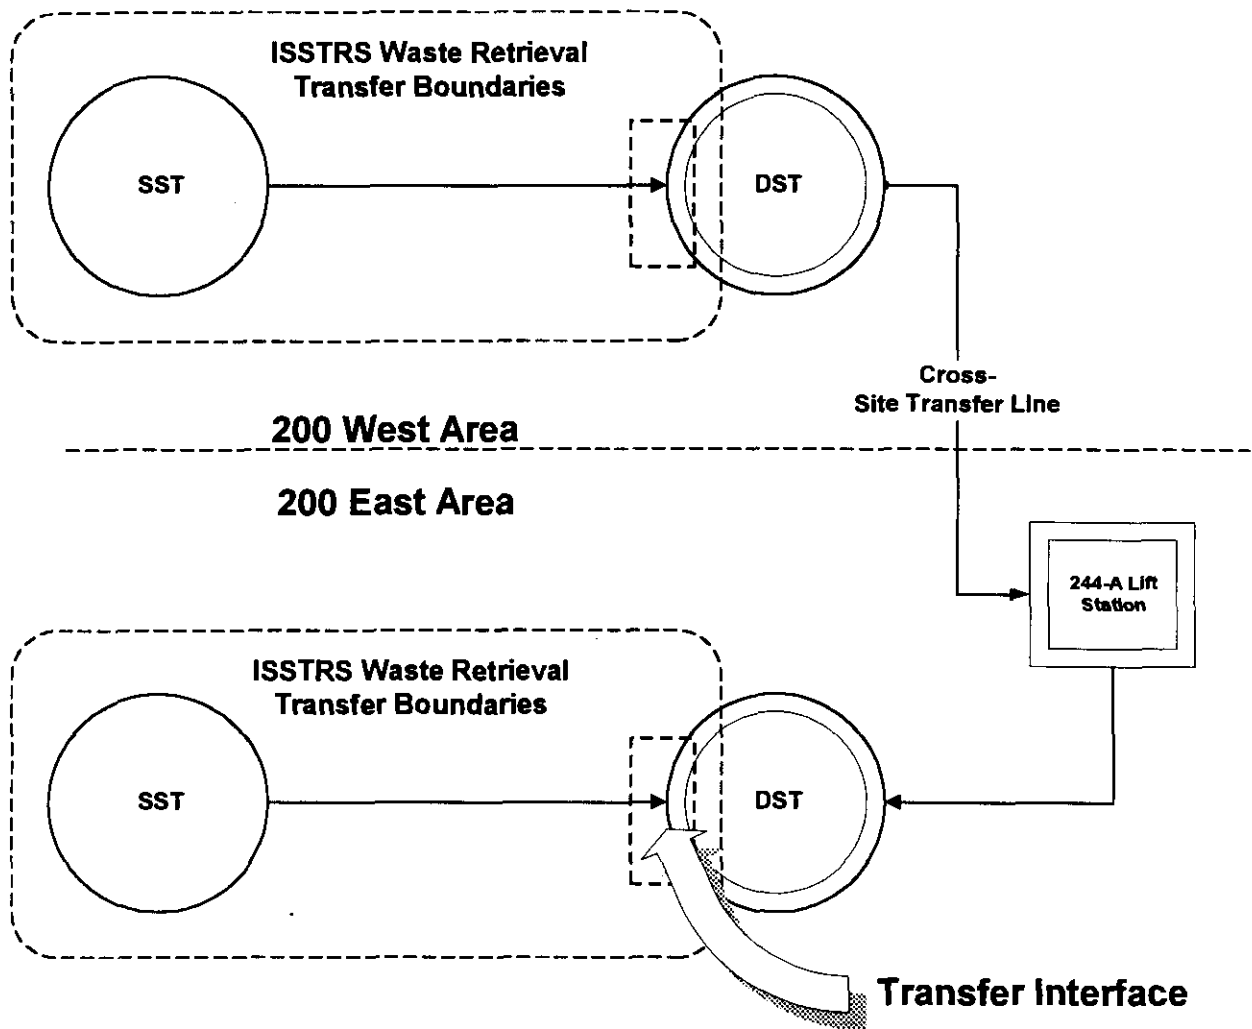 ISSTRS Waste Retrieval
Transfer Boundaries
SST
DST
Cross-
Site Transfer Line
200 West Area
200 East Area
244-A Lift
Station
ISSTRS Waste Retrieval
Transfer Boundaries
SST
DST
Transfer Interface